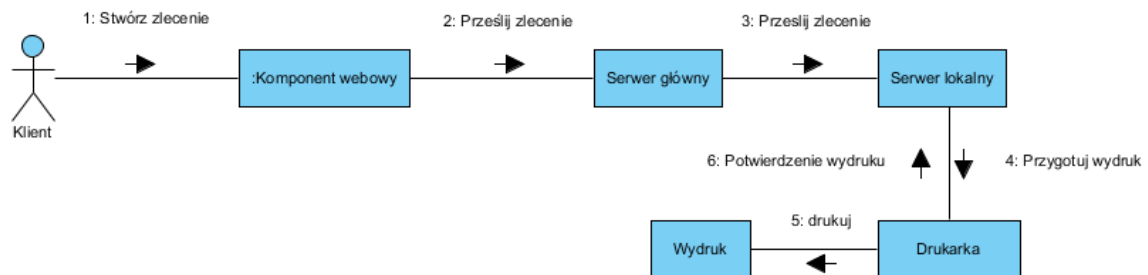 1: Stwórz zlecenie
2: Prześlij zlecenie
3: Przeslij zlecenie
:Komponent webowy
Serwer główny
Serwer lokalny
Klient
6: Potwierdzenie wydruku
4: Przygotuj wydruk
5: drukuj
Wydruk
Drukarka